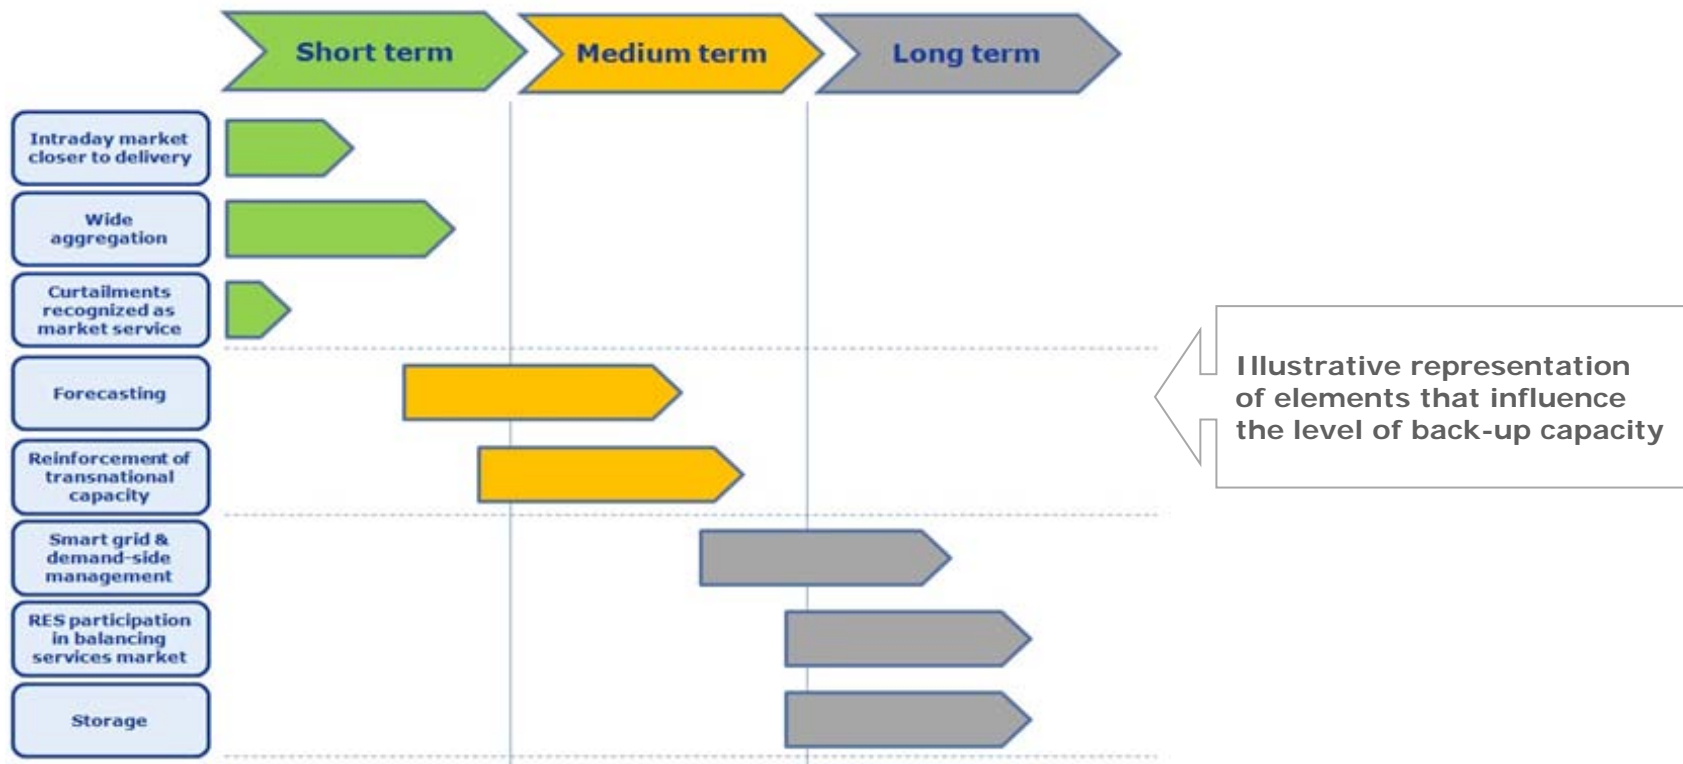 Short term
Medium term
Long term
Intraday market
closer to delivery
Wide
aggregation
Curtailments
recognized as
market service
Forecasting
Reinforcement of
transnational
capacity
Smart grid &
demand-side
management
RES participation
in balancing
services market
Storage
Illustrative representation
of elements that influence
the level of back-up capacity